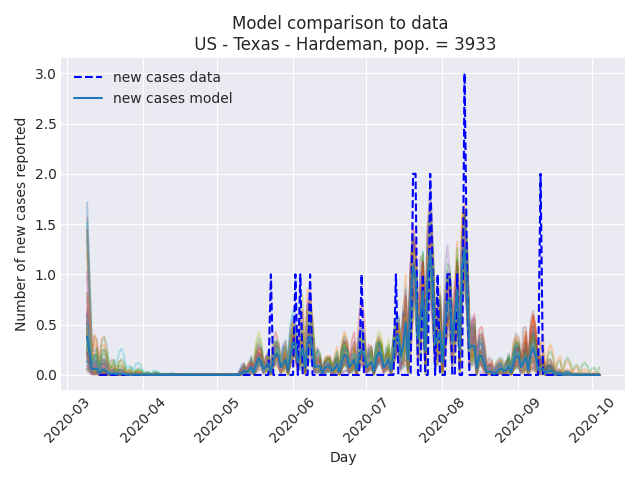 Model comparison to data
US - Texas - Hardeman, pop. = 3933
new cases data
new cases model
Number of new cases reported
3.0
2.5
2.0
1.5
1.0
0.5
0.0
2020-03
2020-04
2020-05
2020-06
2020-07
2020-08
2020-09
2020-10
Day